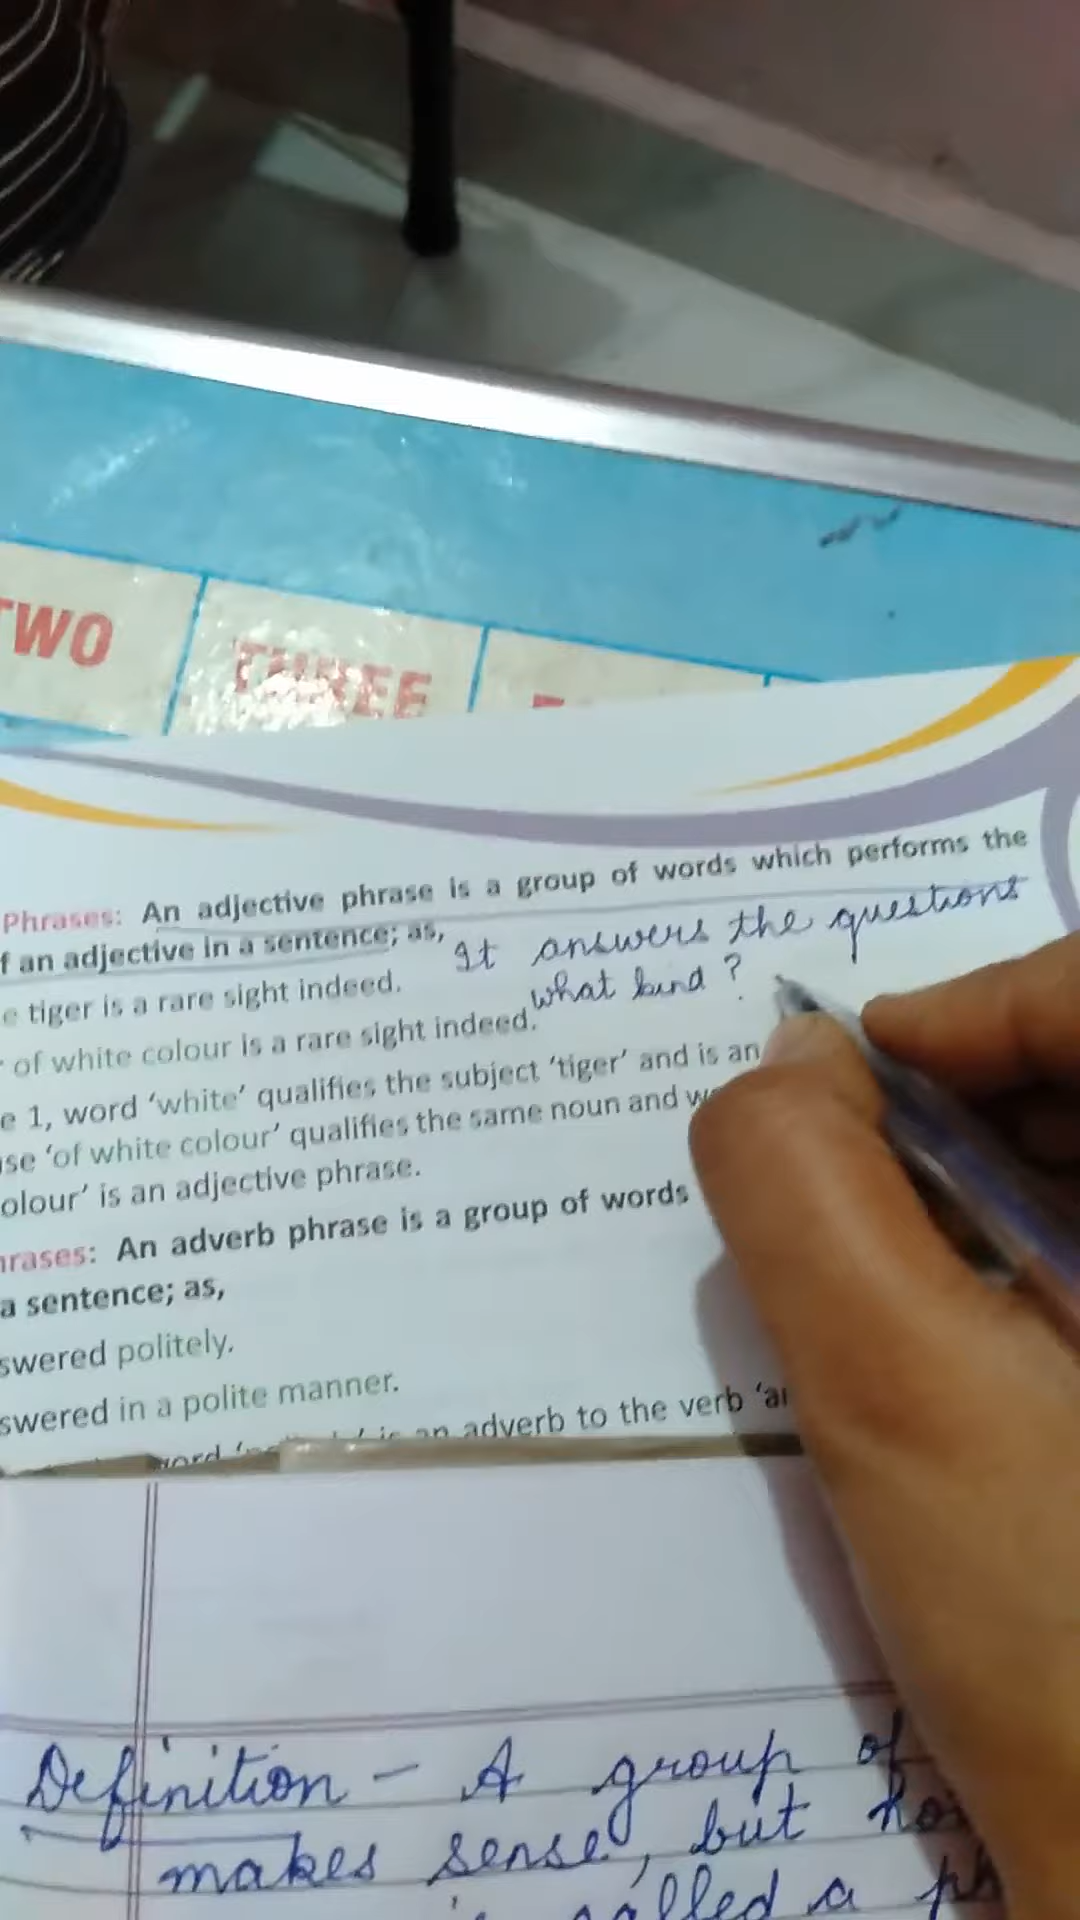 TWO
THREE
Phrases: An adjective phrase is a group of words which performs the
f an adjective in a sentence; as,
It answers the questions
e tiger is a rare sight indeed.
what kind ?
of white colour is a rare sight indeed.
e 1, word ‘white’ qualifies the subject ‘tiger’ and is an
se ‘of white colour’ qualifies the same noun and
olour’ is an adjective phrase.
hrases: An adverb phrase is a group of words
a sentence; as,
swered politely.
swered in a polite manner.
is an adverb to the verb
Definition – A group of
makes sense, but
called a